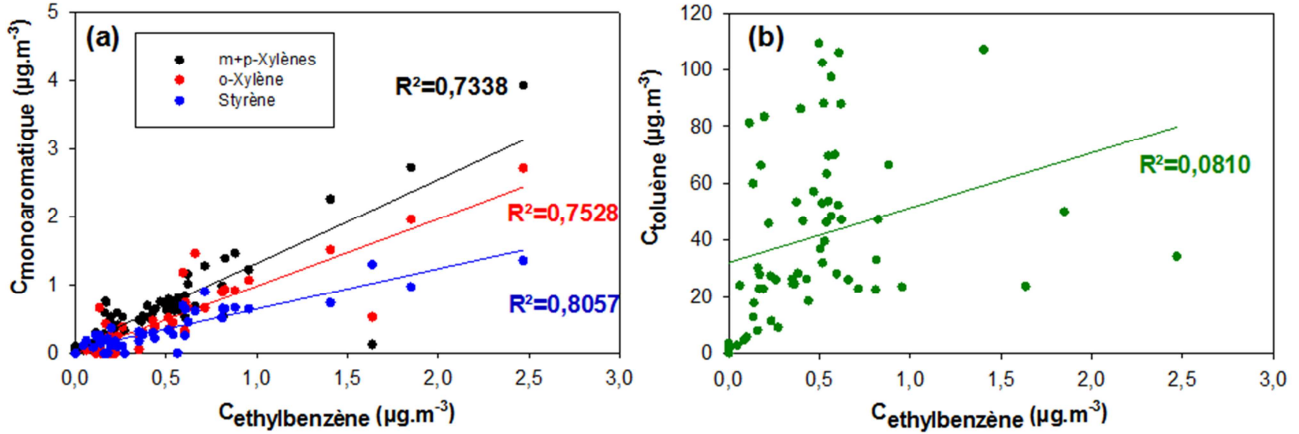 (a)
m+p-Xylènes
o-Xylène
Styrène
R²=0,7338
R²=0,7528
R²=0,8057
5
4
3
2
1
0
Cmonoaromatique (µg.m-3)
0,0 0,5 1,0 1,5 2,0 2,5 3,0
Cethylbenzène (µg.m-3)
(b)
R²=0,0810
120
100
80
60
40
20
0
Ctoluène (µg.m-3)
0,0 0,5 1,0 1,5 2,0 2,5 3,0
Cethylbenzène (µg.m-3)